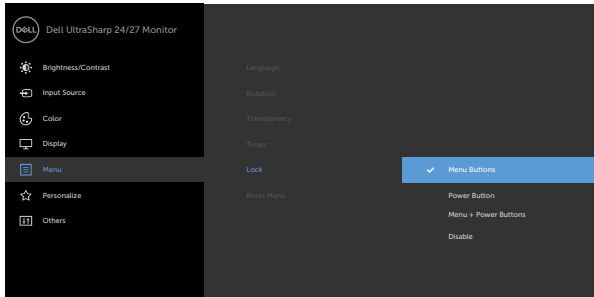 DELL
Dell UltraSharp 24/27 Monitor
Brightness/Contrast
Input Source
Color
Display
Menu
Personalize
Others
Language
Rotation
Transparency
Timer
Lock
Reset Menu
Menu Buttons
Power Button
Menu + Power Buttons
Disable